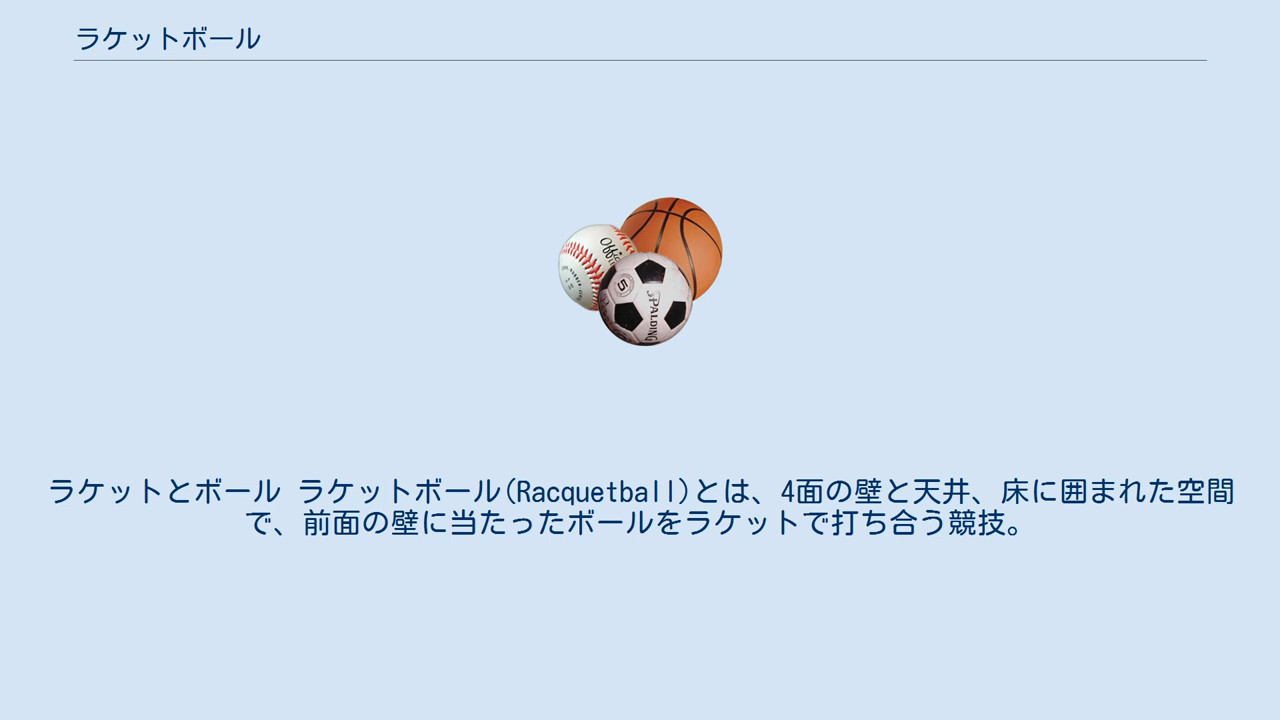 ラケットボール
Offic
5
SPALDING
ラケットとボール ラケットボール(Racquetball)とは、4面の壁と天井、床に囲まれた空間
で、前面の壁に当たったボールをラケットで打ち合う競技。